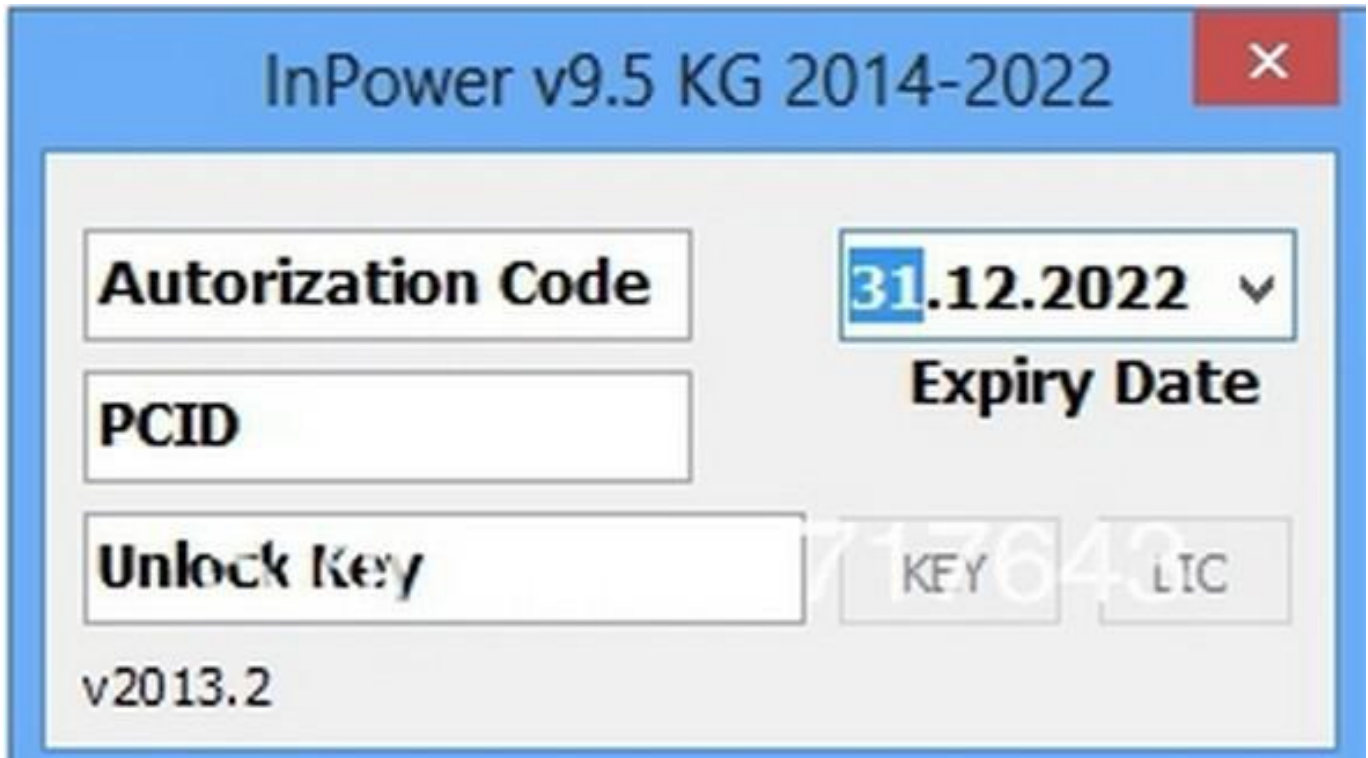 InPower v9.5 KG 2014-2022
Autorization Code
31.12.2022
Expiry Date
PCID
Unlock Key
KEY
LIC
717643
v2013.2